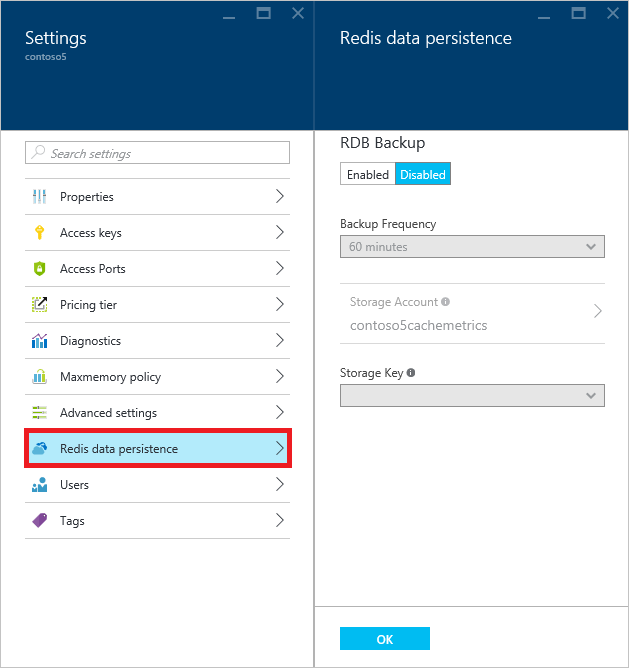 Settings
contoso5
Search settings
Properties
Access keys
Access Ports
Pricing tier
Diagnostics
Maxmemory policy
Advanced settings
Redis data persistence
Users
Tags
Redis data persistence
RDB Backup
Enabled Disabled
Backup Frequency
60 minutes
Storage Account
contoso5cachemetrics
Storage Key
OK